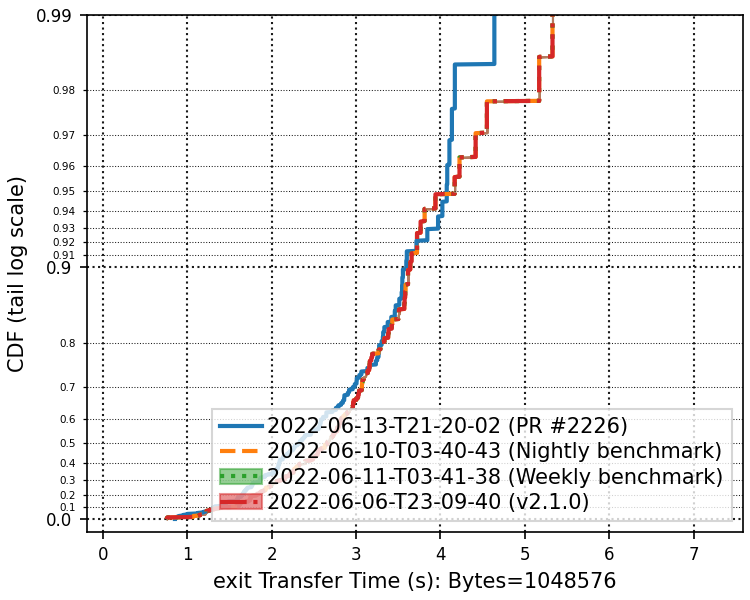 CDF (tail log scale)
0.99
0.98
0.97
0.96
0.95
0.94
0.93
0.92
0.91
0.9
0.8
0.7
0.6
0.5
0.4
0.3
0.2
0.1
0.0
2022-06-13-T21-20-02 (PR #2226)
2022-06-10-T03-40-43 (Nightly benchmark)
2022-06-11-T03-41-38 (Weekly benchmark)
2022-06-06-T23-09-40 (v2.1.0)
0 1 2 3 4 5 6 7
exit Transfer Time (s): Bytes=1048576